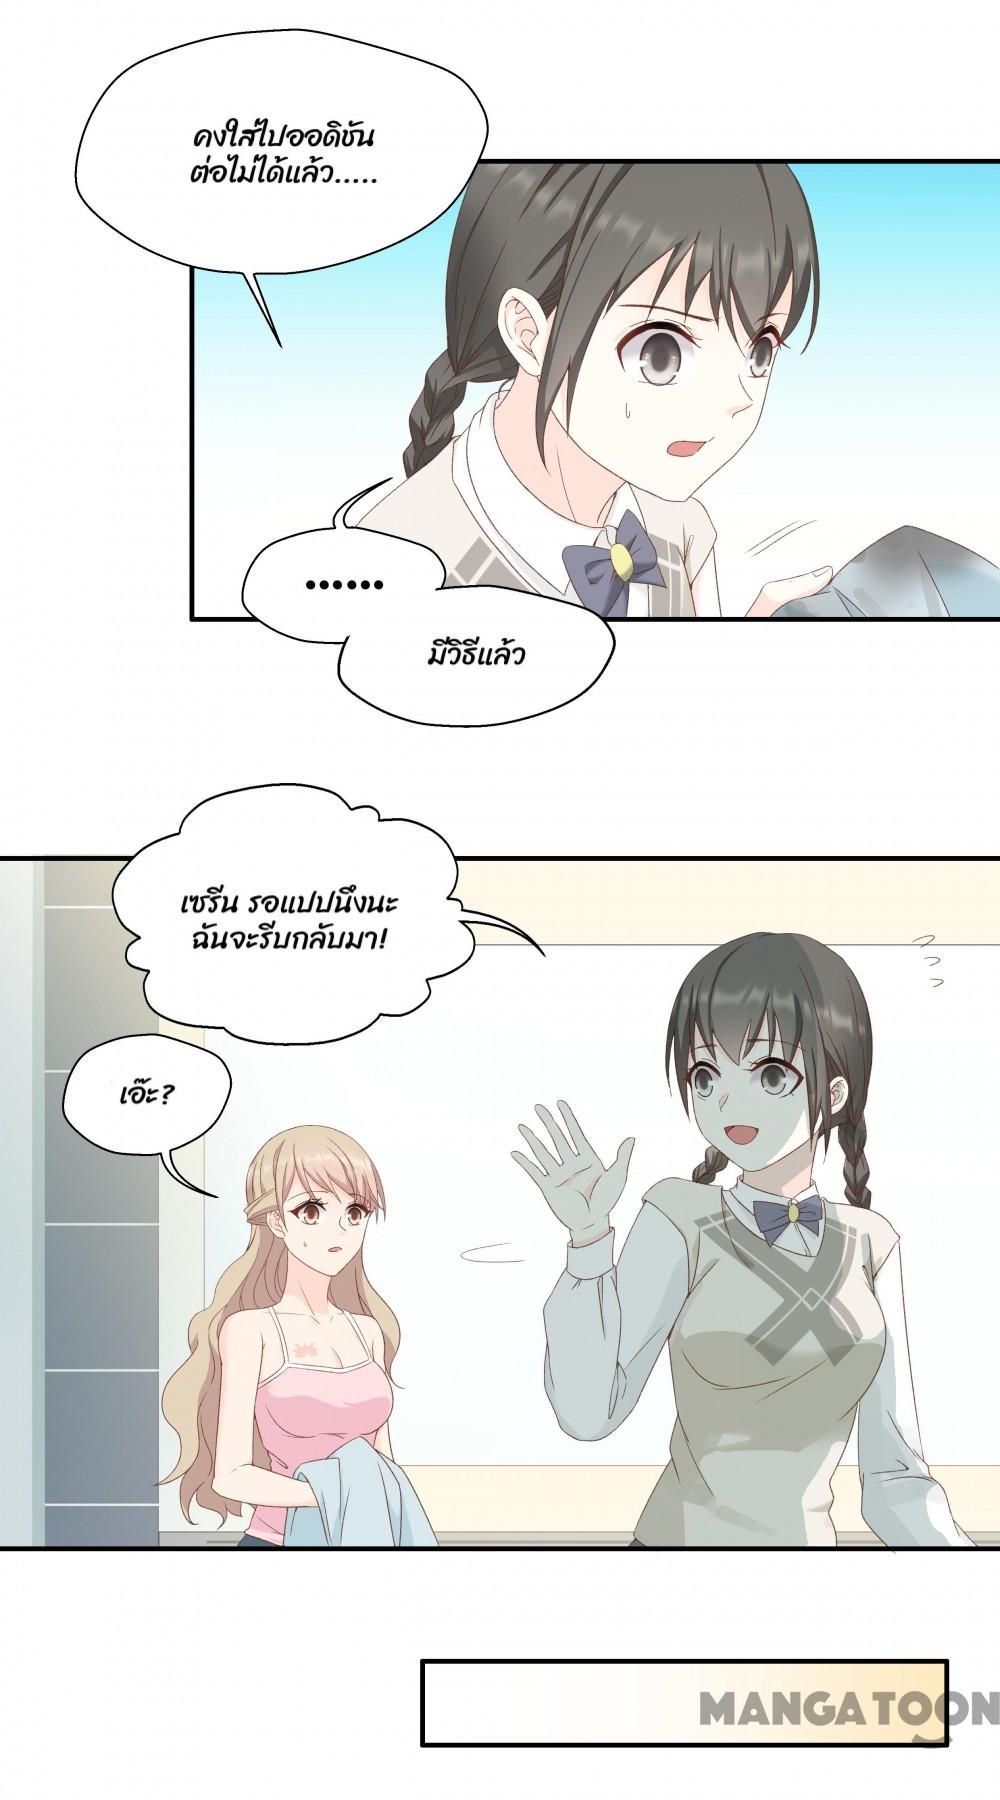 คงใส่ไปออดิชัน
ต่อไม่ได้แล้ว.....
......
มีวิธีแล้ว
เซรีน รอแปปนึงนะ
ฉันจะรีบกลับมา!
เอ๊ะ?
MANGATOON